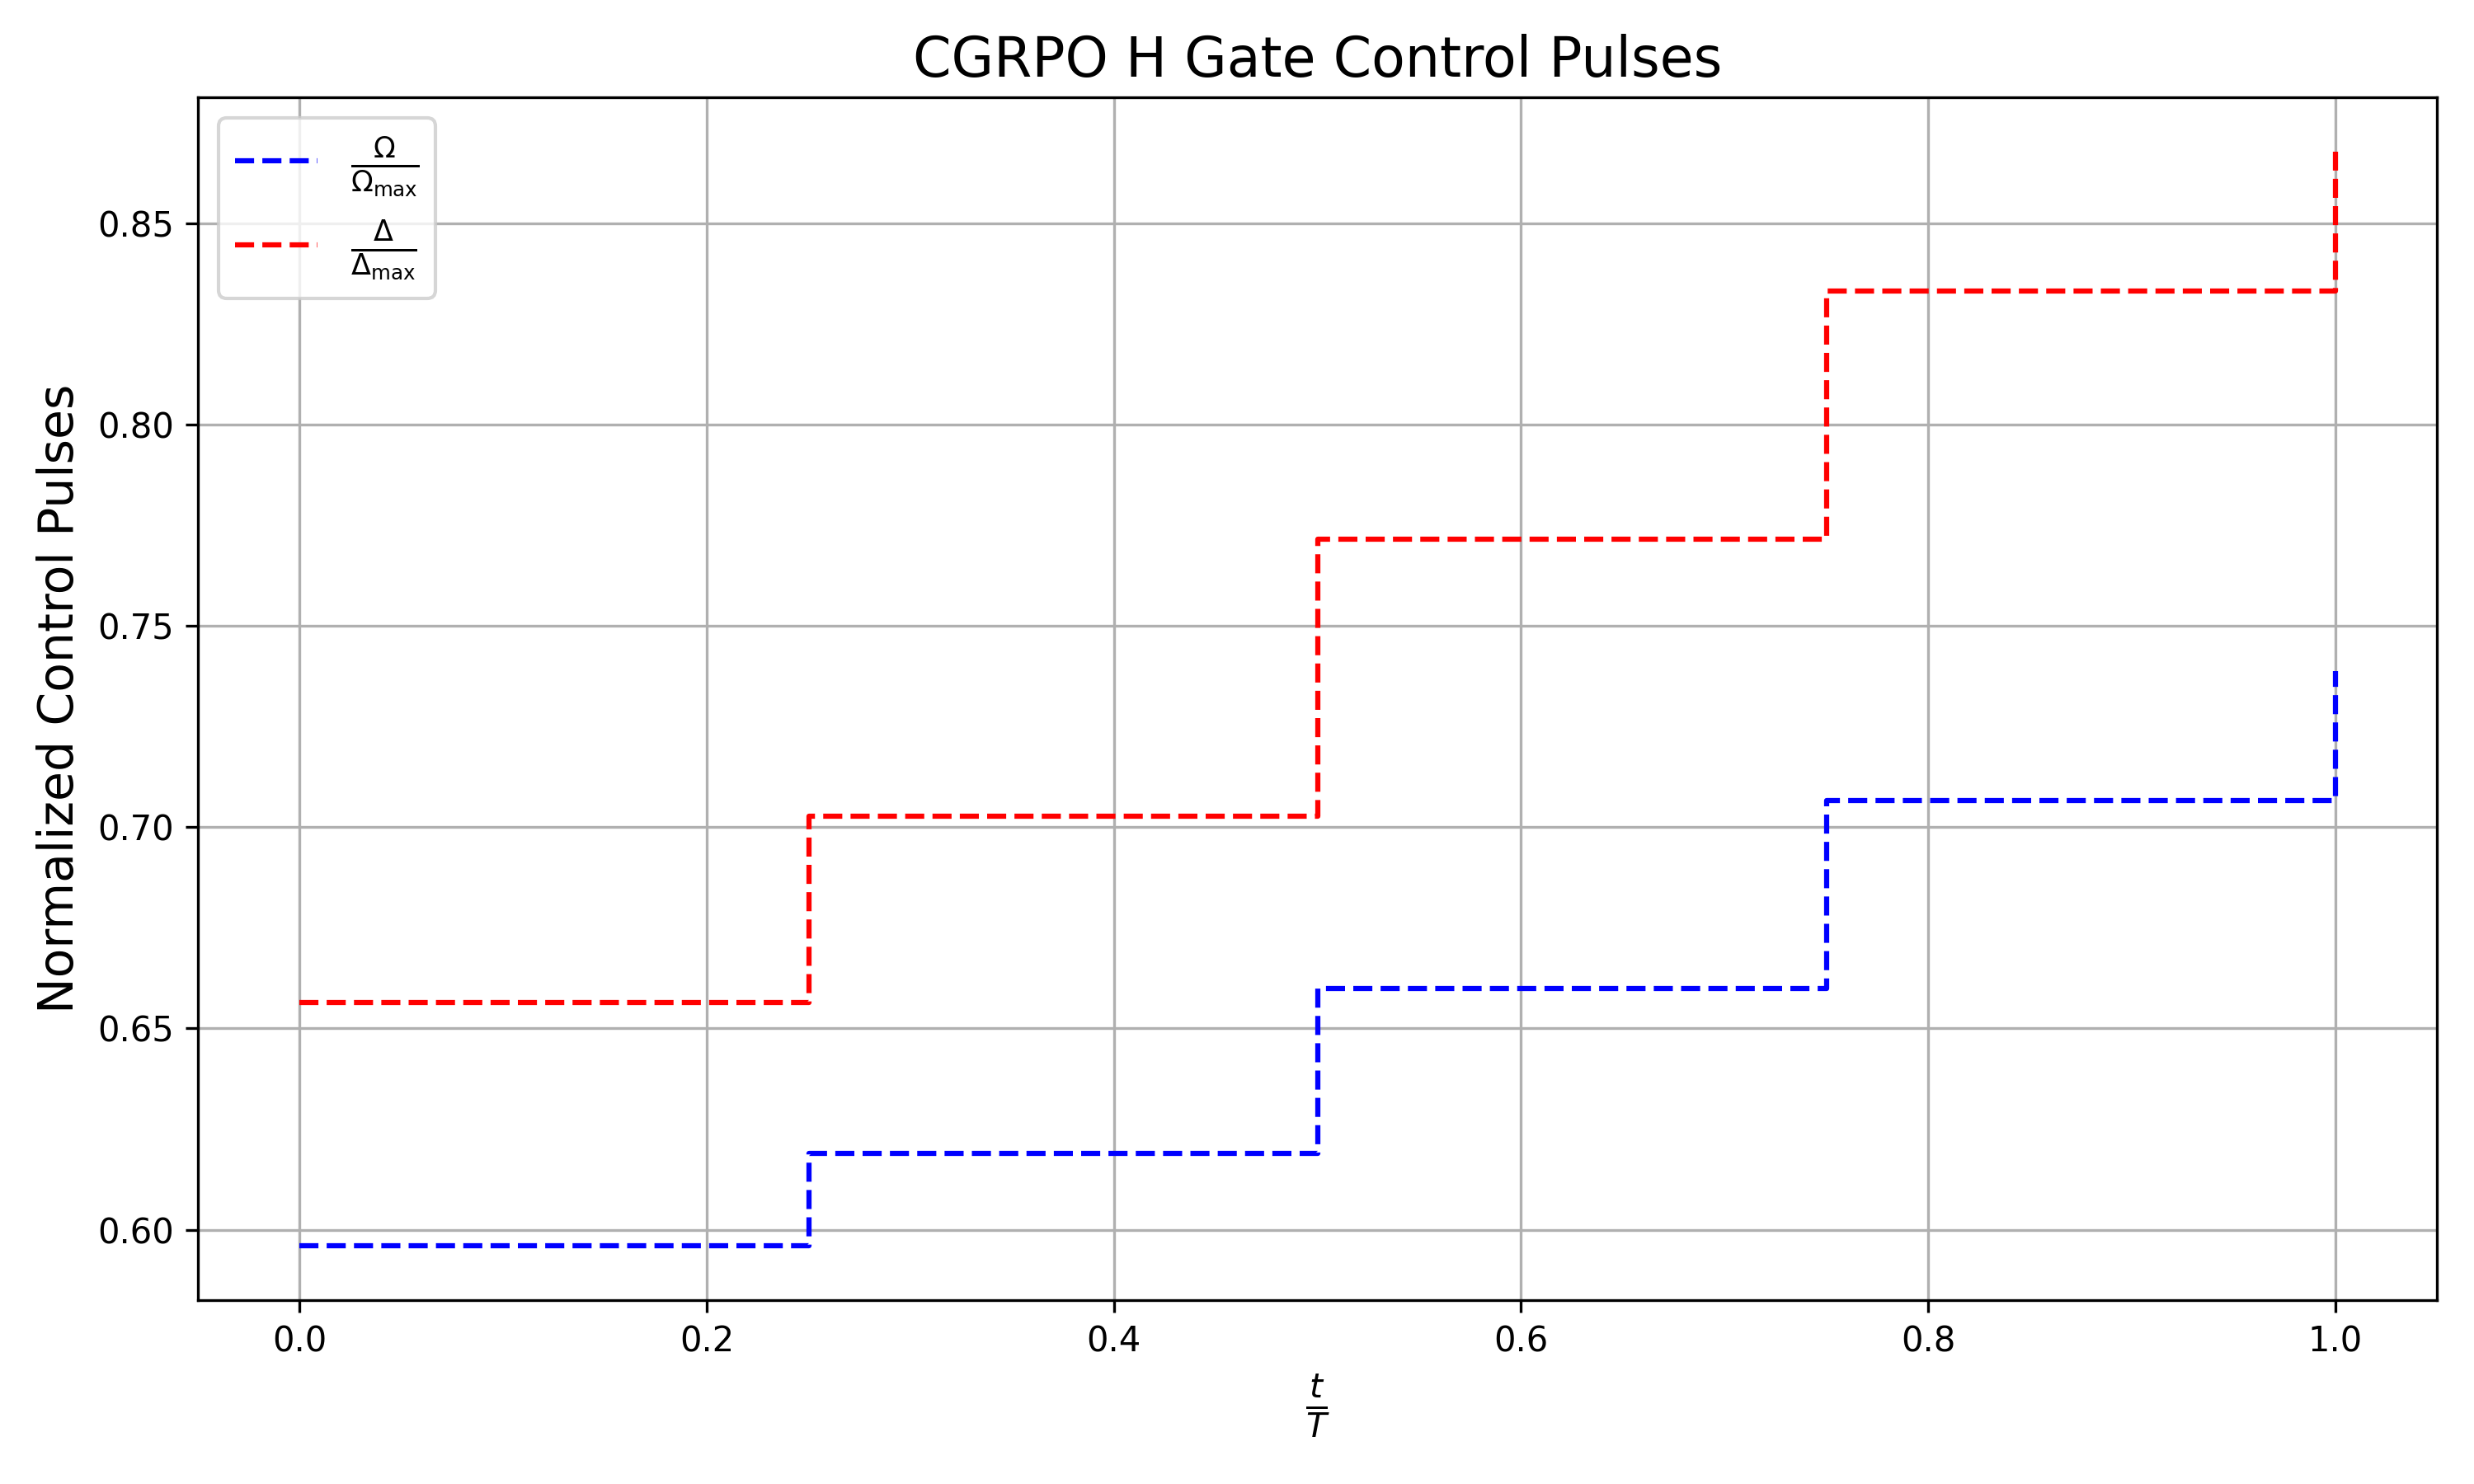 CGRPO H Gate Control Pulses
Ω
Ωmax
Δ
Δmax
Normalized Control Pulses
0.85
0.80
0.75
0.70
0.65
0.60
0.0 0.2 0.4 0.6 0.8 1.0
t
T